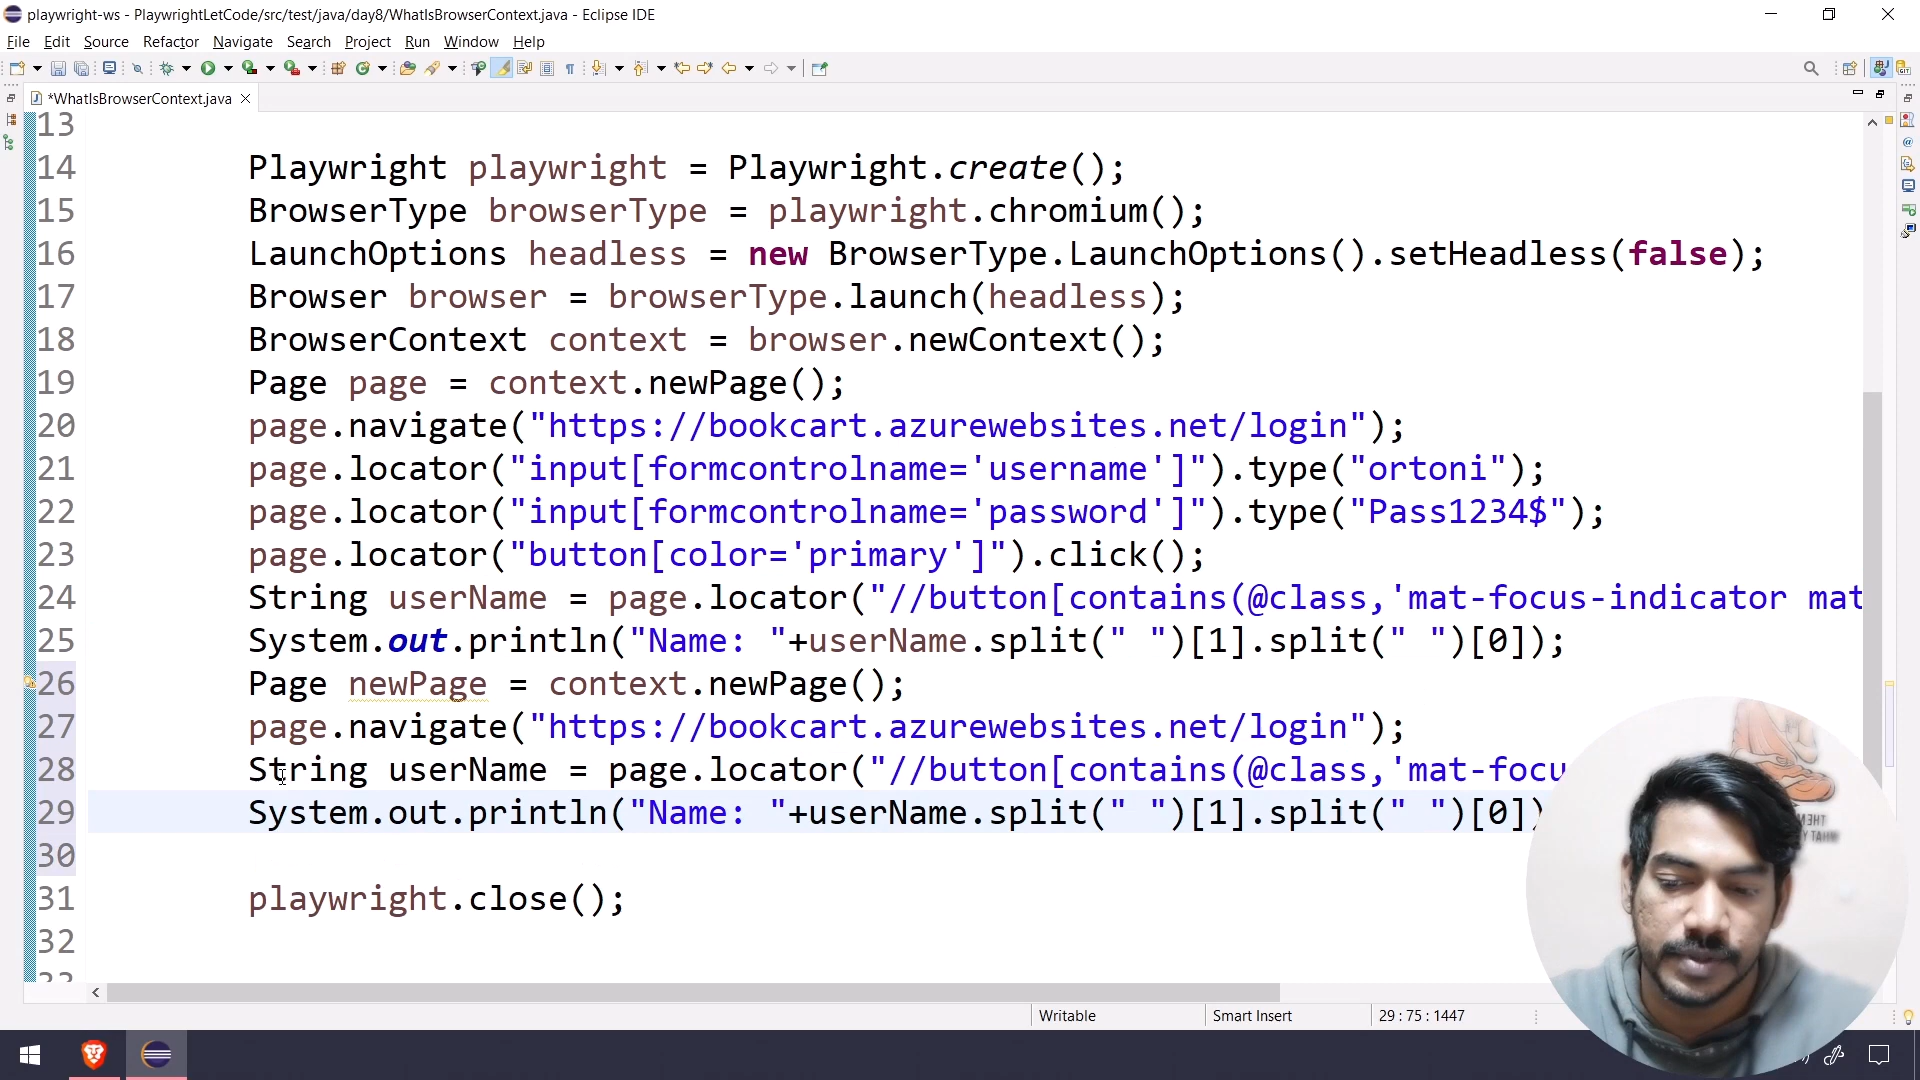 playwright-ws - PlaywrightLetCode/src/test/java/day8/WhatIsBrowserContext.java - Eclipse IDE
File Edit Source Refactor Navigate Search Project Run Window Help
*WhatIsBrowserContext.java
13
14 Playwright playwright = Playwright.create();
15 BrowserType browserType = playwright.chromium();
16 LaunchOptions headless = new BrowserType.LaunchOptions().setHeadless(false);
17 Browser browser = browserType.launch(headless);
18 BrowserContext context = browser.newContext();
19 Page page = context.newPage();
20 page.navigate("https://bookcart.azurewebsites.net/login");
21 page.locator("input[formcontrolname='username']").type("ortoni");
22 page.locator("input[formcontrolname='password']").type("Pass1234$");
23 page.locator("button[color='primary']").click();
24 String userName = page.locator("//button[contains(@class,'mat-focus-indicator mat
25 System.out.println("Name: "+userName.split(" ")[1].split(" ")[0]);
26 Page newPage = context.newPage();
27 page.navigate("https://bookcart.azurewebsites.net/login");
28 String userName = page.locator("//button[contains(@class,'mat-focu
29 System.out.println("Name: "+userName.split(" ")[1].split(" ")[0])
30
31 playwright.close();
32
Writable Smart Insert 29 : 75 : 1447